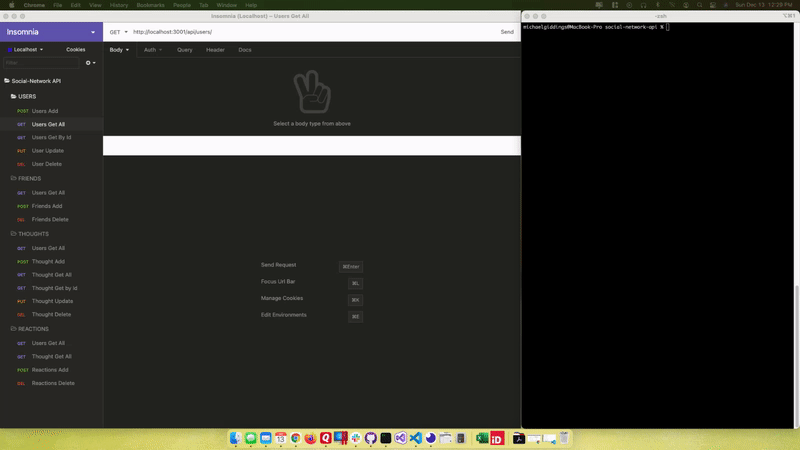 Chrome File Edit View History Bookmarks People Tab Window Help
Sun Dec 13 12:28 PM
Insomnia (Localhost) – Users Get All
Insomnia
Localhost
Cookies
Filter
Social-Network API
USERS
POST Users Add
GET Users Get All
GET Users Get By Id
PUT User Update
DEL User Delete
FRIENDS
GET Users Get All
POST Friends Add
DEL Friends Delete
THOUGHTS
GET Users Get All
POST Thought Add
GET Thought Get All
GET Thought Get by id
PUT Thought Update
DEL Thought Delete
REACTIONS
GET Users Get All
GET Thought Get All
POST Reactions Add
DEL Reactions Delete
GET http://localhost:3001/api/users/ Send
Body Auth Query Header Docs
Select a body type from above
Send Request ⌘Enter
Focus Url Bar ⌘L
Manage Cookies ⌘K
Edit Environments ⌘E
-zsh
⌥⌘1
michaelgiddings@MacBook-Pro social-network-api %
13